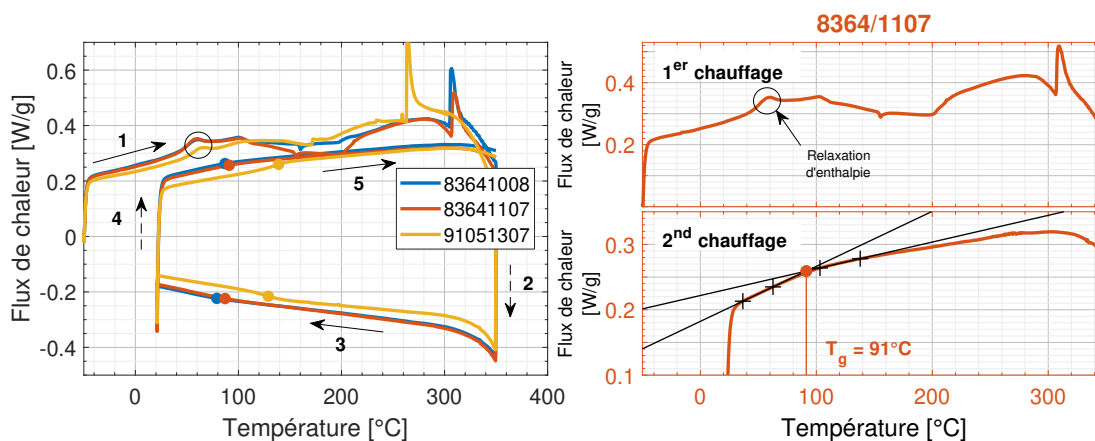 Flux de chaleur [W/g]
0.6
0.4
0.2
0
-0.2
-0.4
1
2
3
4
5
83641008
83641107
91051307
0
100
200
300
400
Température [°C]
8364/1107
Flux de chaleur
[W/g]
0.4
0.2
1er chauffage
Relaxation
d'enthalpie
Flux de chaleur
[W/g]
0.3
0.2
0.1
2nd chauffage
Tg = 91°C
0
100
200
300
Température [°C]